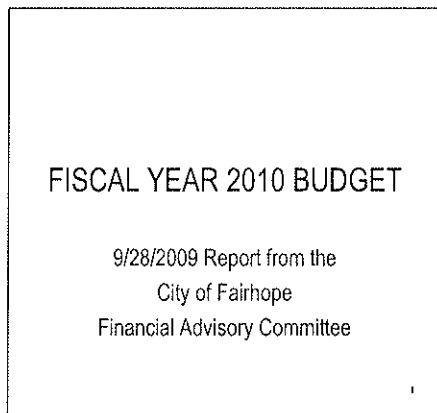 FISCAL YEAR 2010 BUDGET
9/28/2009 Report from the
City of Fairhope
Financial Advisory Committee